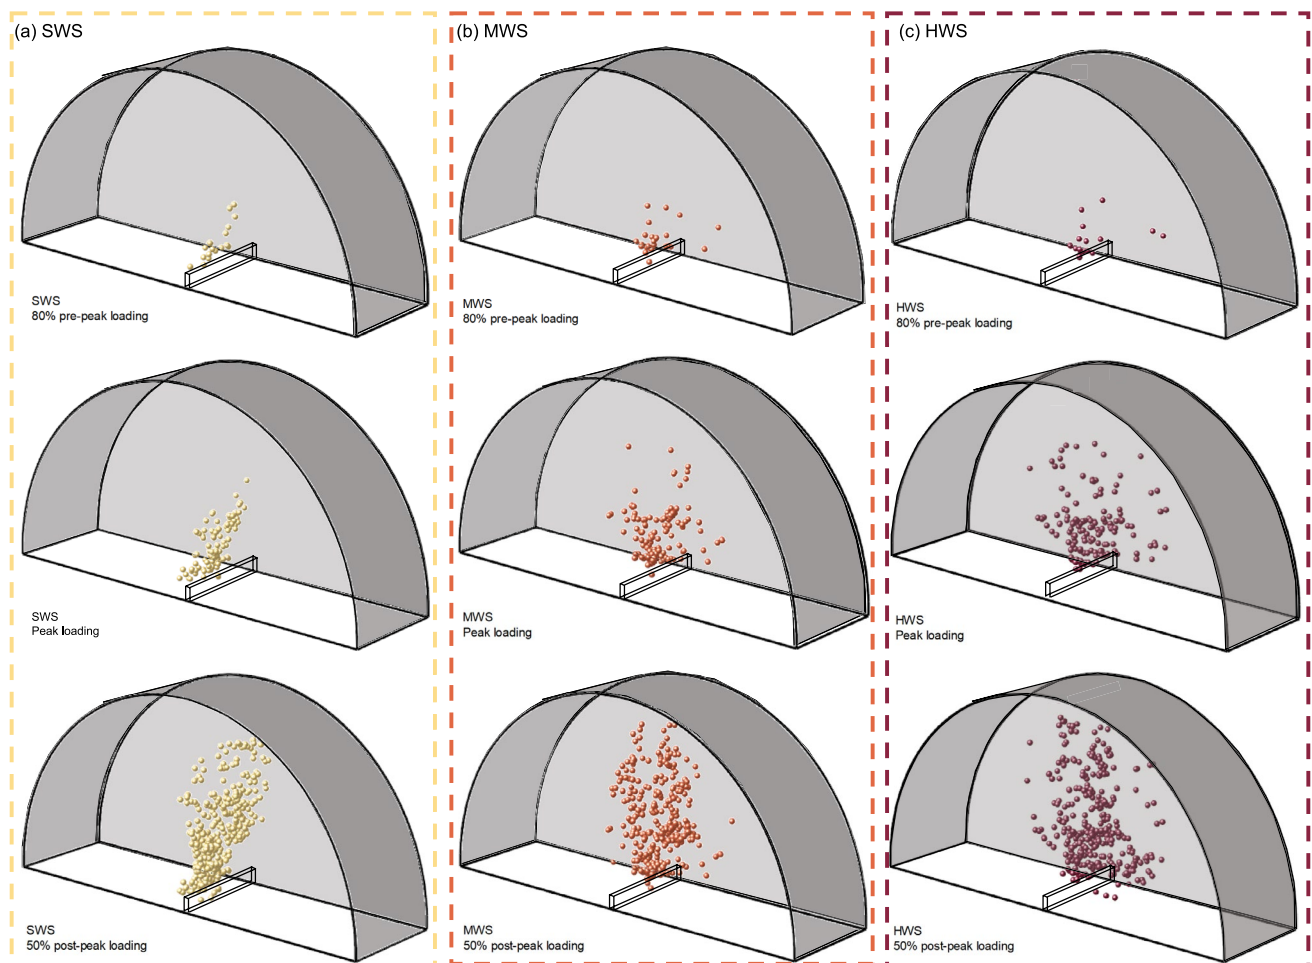 (a) SWS
(b) MWS
(c) HWS
SWS
80% pre-peak loading
MWS
80% pre-peak loading
HWS
80% pre-peak loading
SWS
Peak loading
MWS
Peak loading
HWS
Peak loading
SWS
50% post-peak loading
MWS
50% post-peak loading
HWS
50% post-peak loading